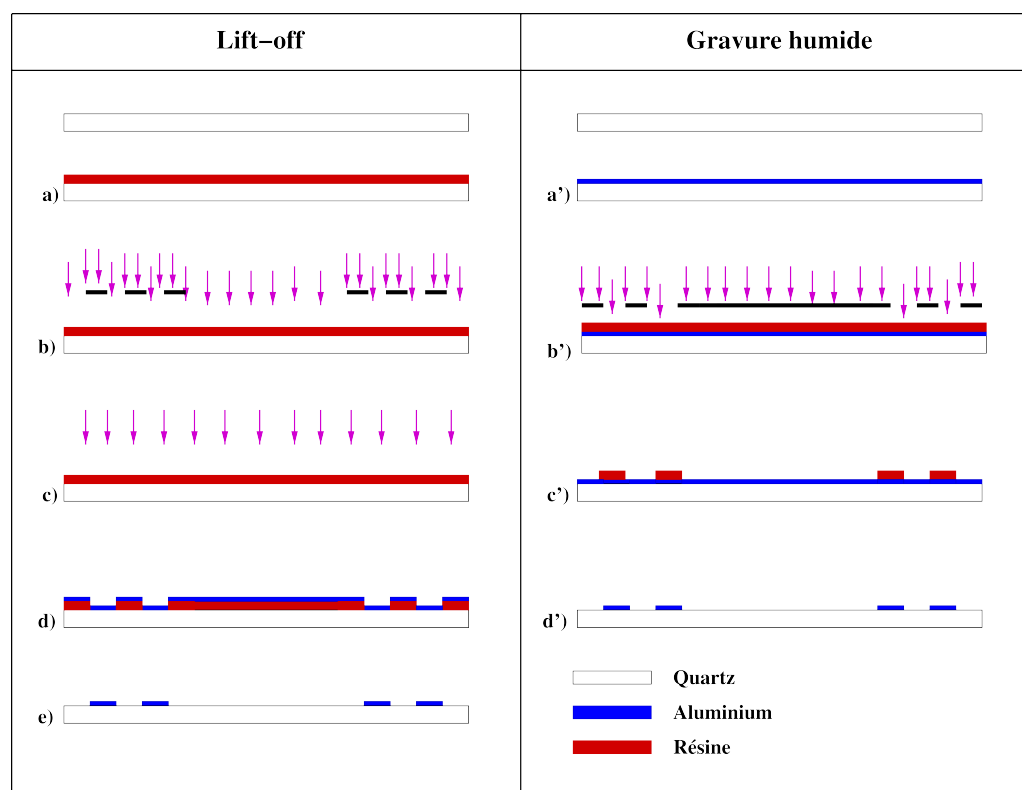 Lift–off
Gravure humide
a)
a')
b)
b')
c)
c')
d)
d')
e)
Quartz
Aluminium
Résine